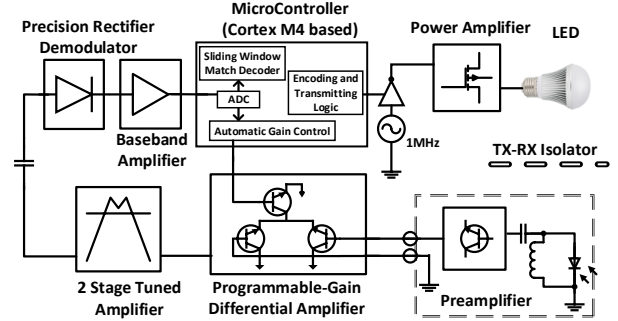 Precision Rectifier
Demodulator
MicroController
(Cortex M4 based)
Power Amplifier
LED
Sliding Window
Match Decoder
ADC
Encoding and
Transmitting
Logic
Automatic Gain Control
Baseband
Amplifier
1MHz
TX-RX Isolator
2 Stage Tuned
Amplifier
Programmable-Gain
Differential Amplifier
Preamplifier